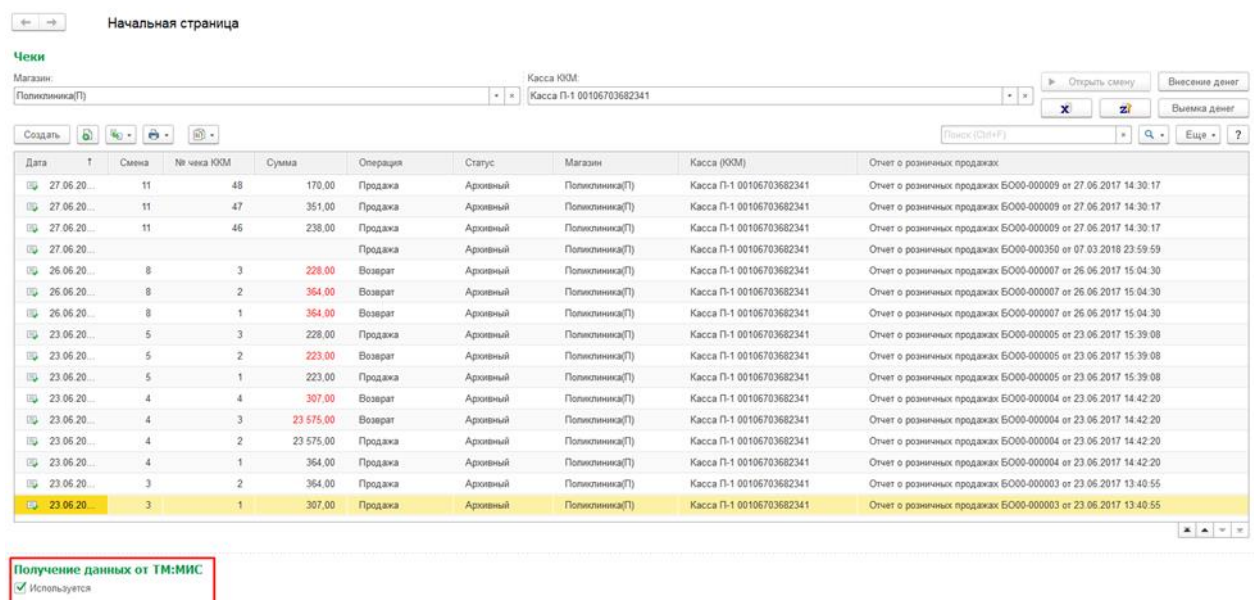 Начальная страница
Чеки
Магазин: Касса ККМ:
Поликлиника(П) Касса П-1 00106703682341 Открыть смену Внесение денег
X Z Выемка денег
Создать Поиск (Ctrl+F) Еще ?
Дата ↑ Смена № чека ККМ Сумма Операция Статус Магазин Касса (ККМ) Отчет о розничных продажах
27.06.20... 11 48 170,00 Продажа Архивный Поликлиника(П) Касса П-1 00106703682341 Отчет о розничных продажах БО00-000009 от 27.06.2017 14:30:17
27.06.20... 11 47 351,00 Продажа Архивный Поликлиника(П) Касса П-1 00106703682341 Отчет о розничных продажах БО00-000009 от 27.06.2017 14:30:17
27.06.20... 11 46 238,00 Продажа Архивный Поликлиника(П) Касса П-1 00106703682341 Отчет о розничных продажах БО00-000009 от 27.06.2017 14:30:17
27.06.20... Продажа Архивный Поликлиника(П) Касса П-1 00106703682341 Отчет о розничных продажах БО00-000350 от 07.03.2018 23:59:59
26.06.20... 8 3 228,00 Возврат Архивный Поликлиника(П) Касса П-1 00106703682341 Отчет о розничных продажах БО00-000007 от 26.06.2017 15:04:30
26.06.20... 8 2 364,00 Возврат Архивный Поликлиника(П) Касса П-1 00106703682341 Отчет о розничных продажах БО00-000007 от 26.06.2017 15:04:30
26.06.20... 8 1 364,00 Возврат Архивный Поликлиника(П) Касса П-1 00106703682341 Отчет о розничных продажах БО00-000007 от 26.06.2017 15:04:30
23.06.20... 5 3 228,00 Продажа Архивный Поликлиника(П) Касса П-1 00106703682341 Отчет о розничных продажах БО00-000005 от 23.06.2017 15:39:08
23.06.20... 5 2 223,00 Возврат Архивный Поликлиника(П) Касса П-1 00106703682341 Отчет о розничных продажах БО00-000005 от 23.06.2017 15:39:08
23.06.20... 5 1 223,00 Продажа Архивный Поликлиника(П) Касса П-1 00106703682341 Отчет о розничных продажах БО00-000005 от 23.06.2017 15:39:08
23.06.20... 4 4 307,00 Возврат Архивный Поликлиника(П) Касса П-1 00106703682341 Отчет о розничных продажах БО00-000004 от 23.06.2017 14:42:20
23.06.20... 4 3 23 575,00 Возврат Архивный Поликлиника(П) Касса П-1 00106703682341 Отчет о розничных продажах БО00-000004 от 23.06.2017 14:42:20
23.06.20... 4 2 23 575,00 Продажа Архивный Поликлиника(П) Касса П-1 00106703682341 Отчет о розничных продажах БО00-000004 от 23.06.2017 14:42:20
23.06.20... 4 1 364,00 Продажа Архивный Поликлиника(П) Касса П-1 00106703682341 Отчет о розничных продажах БО00-000004 от 23.06.2017 14:42:20
23.06.20... 3 2 364,00 Продажа Архивный Поликлиника(П) Касса П-1 00106703682341 Отчет о розничных продажах БО00-000003 от 23.06.2017 13:40:55
23.06.20... 3 1 307,00 Продажа Архивный Поликлиника(П) Касса П-1 00106703682341 Отчет о розничных продажах БО00-000003 от 23.06.2017 13:40:55
Получение данных от ТМ:МИС
Используется